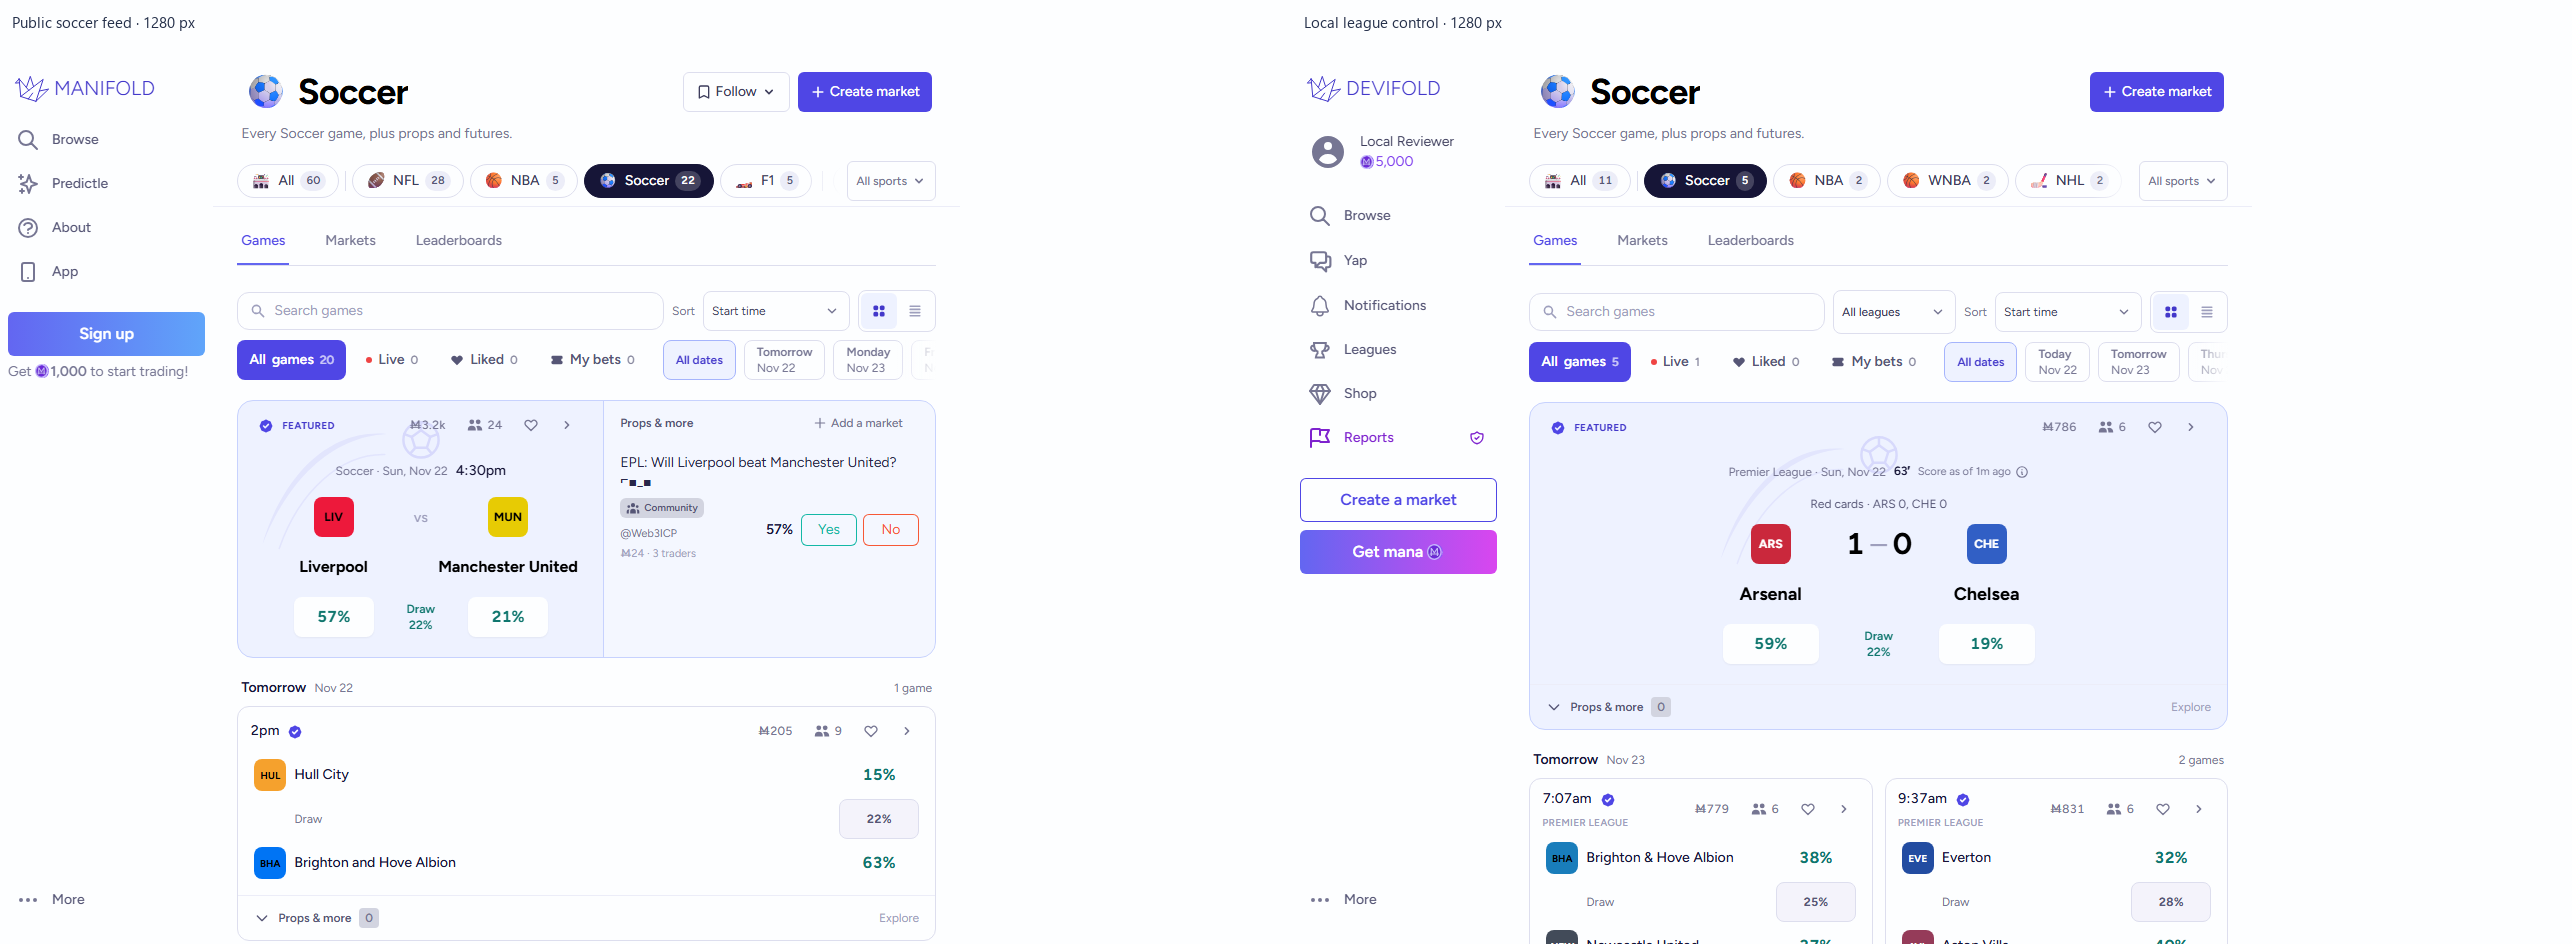 Public soccer feed · 1280 px
MANIFOLD
Browse
Predictle
About
App
Sign up
Get M1,000 to start trading!
More
Soccer
Follow
+ Create market
Every Soccer game, plus props and futures.
All 60
NFL 28
NBA 5
Soccer 22
F1 5
All sports
Games
Markets
Leaderboards
Search games
Sort
Start time
All games 20
Live 0
Liked 0
My bets 0
All dates
Tomorrow
Nov 22
Monday
Nov 23
FEATURED
Ṁ3.2k
24
Soccer · Sun, Nov 22 4:30pm
LIV
vs
MUN
Liverpool
Manchester United
57%
Draw
22%
21%
Props & more
+ Add a market
EPL: Will Liverpool beat Manchester United?
Community
@Web3ICP
Ṁ24 · 3 traders
57%
Yes
No
Tomorrow Nov 22
1 game
2pm
Ṁ205
9
HUL Hull City 15%
Draw 22%
BHA Brighton and Hove Albion 63%
Props & more 0
Explore
Local league control · 1280 px
DEVIFOLD
Local Reviewer
M5,000
Browse
Yap
Notifications
Leagues
Shop
Reports
Create a market
Get mana M
More
Soccer
+ Create market
Every Soccer game, plus props and futures.
All 11
Soccer 5
NBA 2
WNBA 2
NHL 2
All sports
Games
Markets
Leaderboards
Search games
All leagues
Sort
Start time
All games 5
Live 1
Liked 0
My bets 0
All dates
Today
Nov 22
Tomorrow
Nov 23
Nov
FEATURED
Ṁ786
6
Premier League · Sun, Nov 22 63' Score as of 1m ago
Red cards · ARS 0, CHE 0
ARS
1 — 0
CHE
Arsenal
Chelsea
59%
Draw
22%
19%
Props & more 0
Explore
Tomorrow Nov 23
2 games
7:07am
PREMIER LEAGUE
Ṁ779
6
BHA Brighton & Hove Albion 38%
Draw 25%
9:37am
PREMIER LEAGUE
Ṁ831
6
EVE Everton 32%
Draw 28%